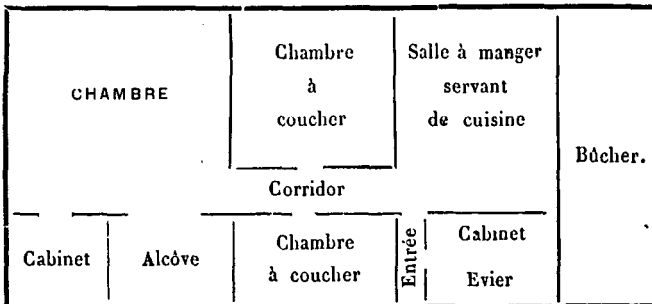 CHAMBRE
Chambre
à
coucher
Salle à manger
servant
de cuisine
Bûcher.
Corridor
Cabinet
Alcôve
Chambre
à coucher
Entrée
Cabinet
Evier